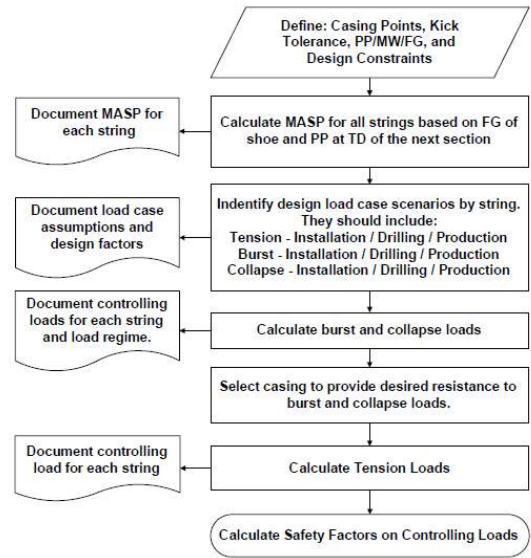 Define: Casing Points, Kick
Tolerance, PP/MW/FG, and
Design Constraints
Document MASP for
each string
Calculate MASP for all strings based on FG of
shoe and PP at TD of the next section
Document load case
assumptions and
design factors
Indentify design load case scenarios by string.
They should include:
Tension - Installation / Drilling / Production
Burst - Installation / Drilling / Production
Collapse - Installation / Drilling / Production
Document controlling
loads for each string
and load regime.
Calculate burst and collapse loads
Select casing to provide desired resistance to
burst and collapse loads.
Document controlling
load for each string
Calculate Tension Loads
Calculate Safety Factors on Controlling Loads